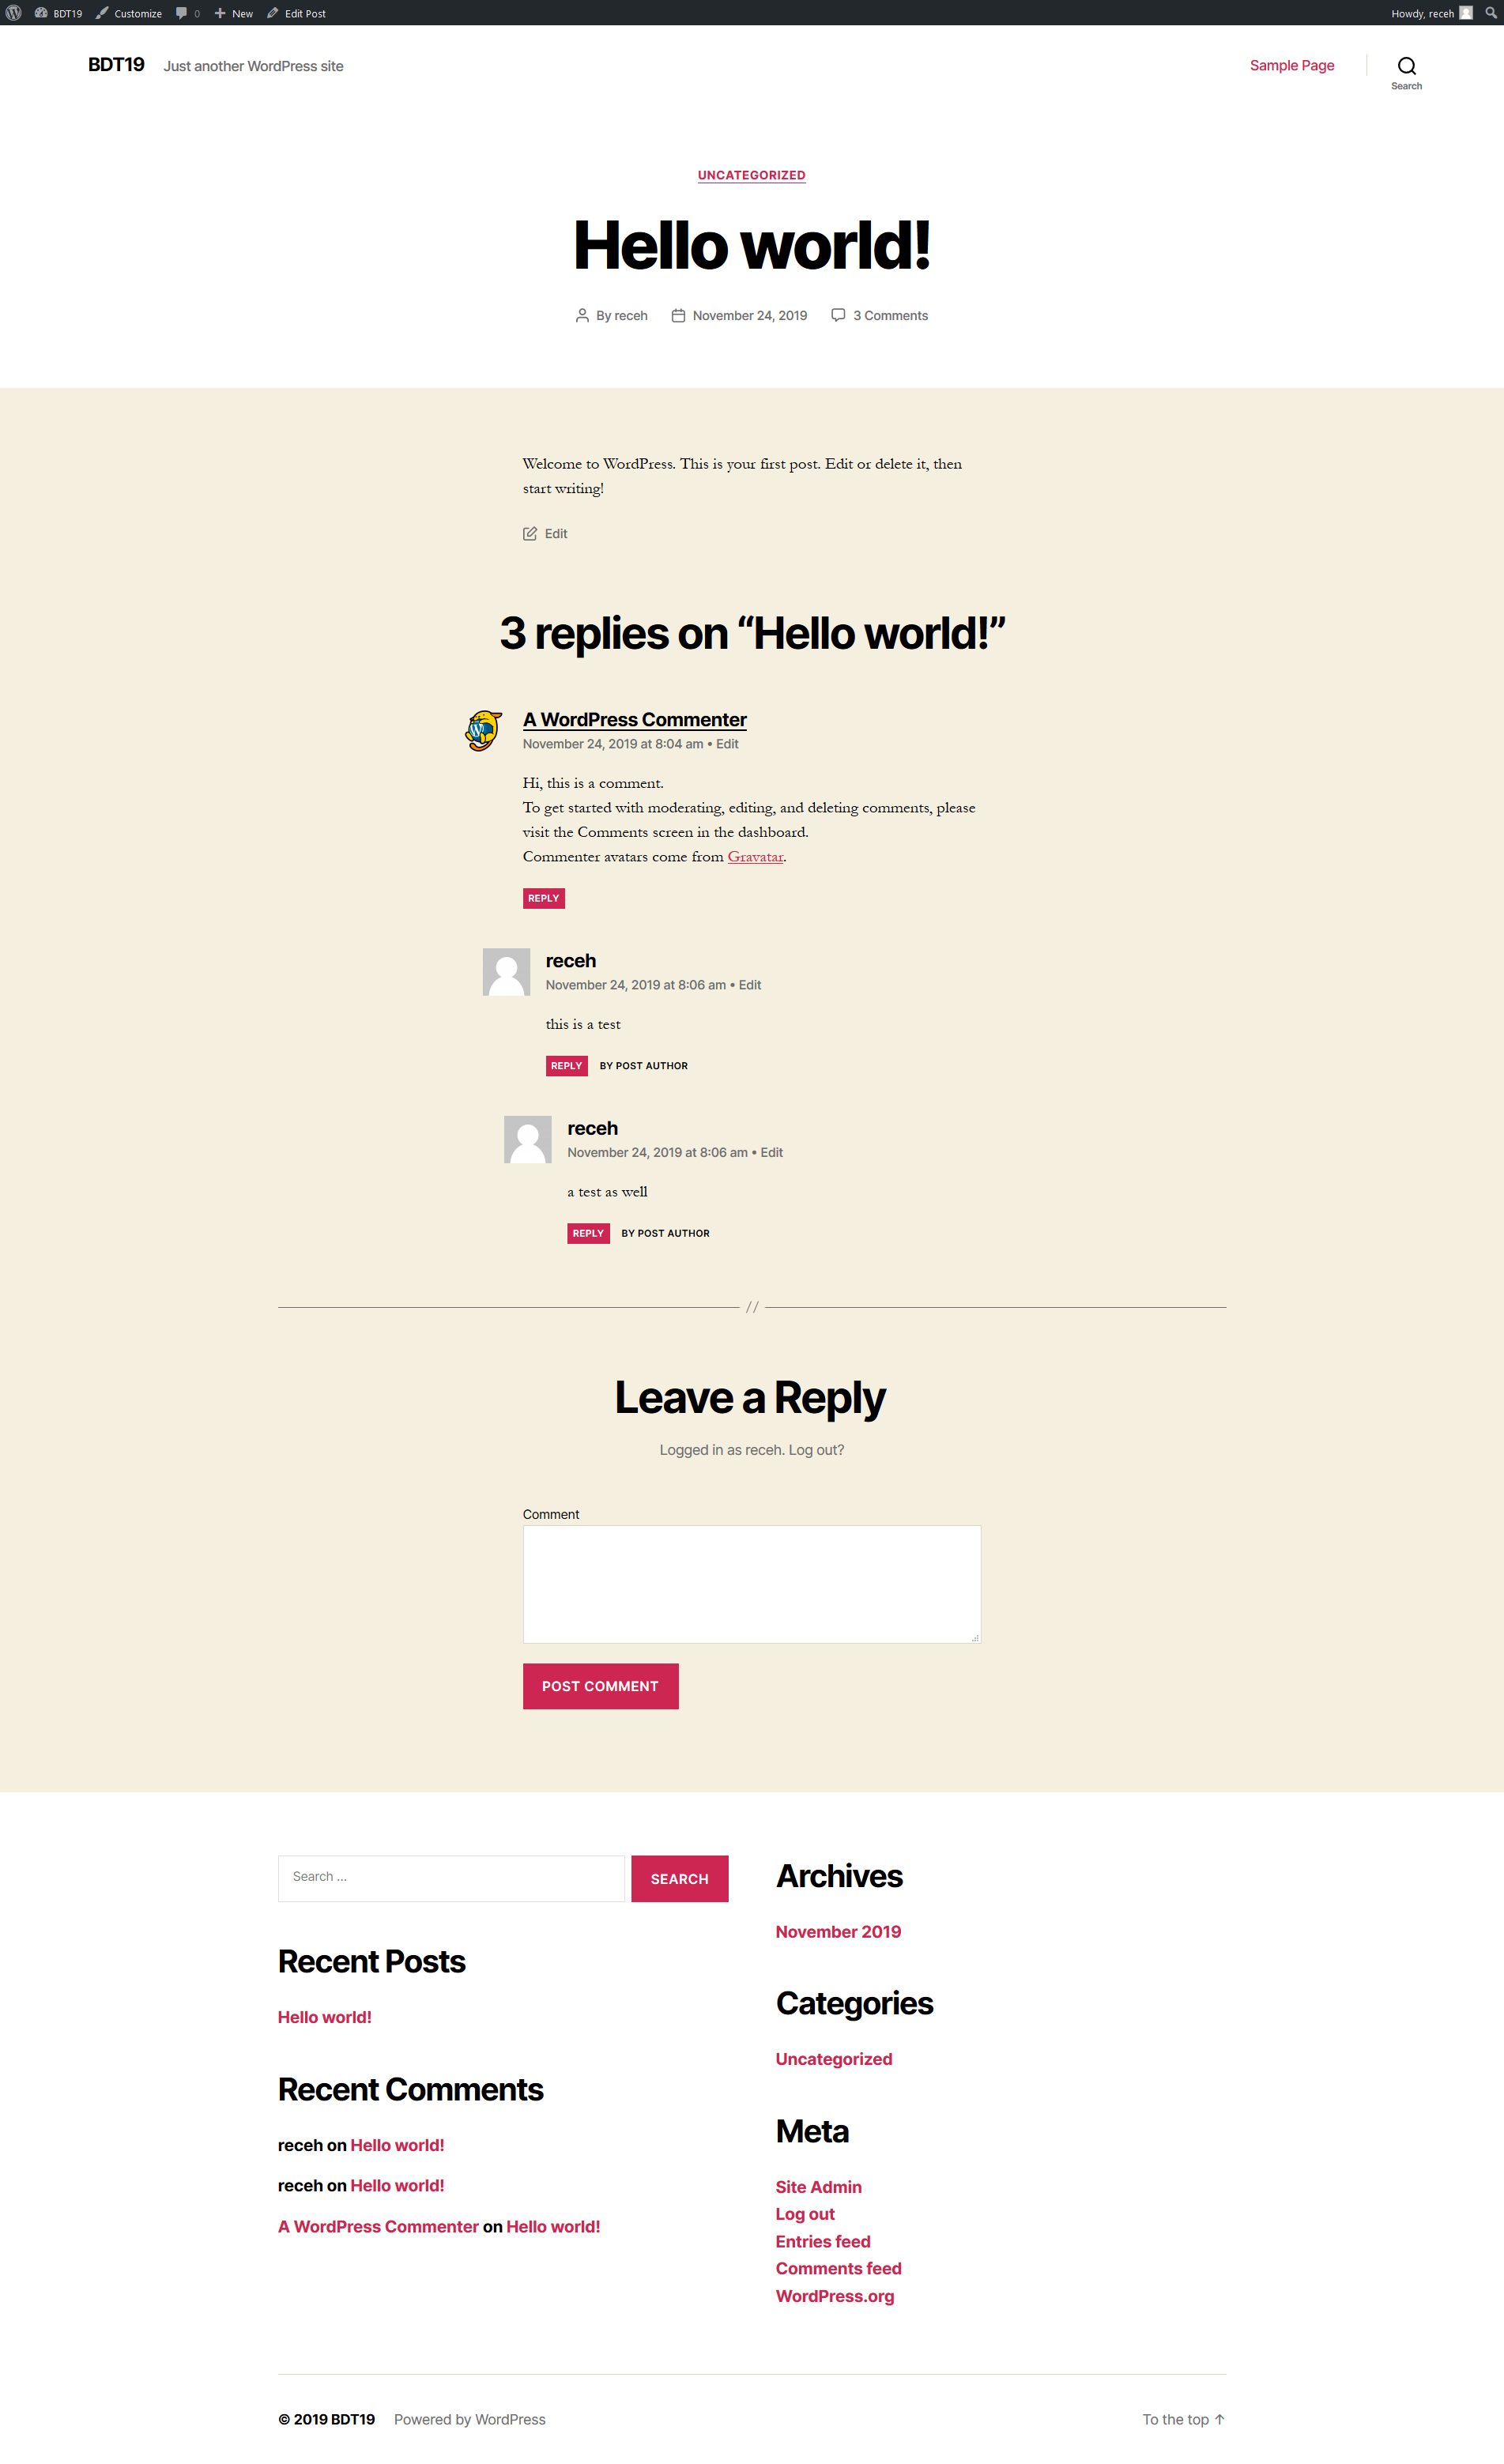 BDT19 Customize 0 New Edit Post Howdy, receh
BDT19 Just another WordPress site Sample Page
Search
UNCATEGORIZED
Hello world!
By receh November 24, 2019 3 Comments
Welcome to WordPress. This is your first post. Edit or delete it, then
start writing!
Edit
3 replies on “Hello world!”
A WordPress Commenter
November 24, 2019 at 8:04 am • Edit
Hi, this is a comment.
To get started with moderating, editing, and deleting comments, please
visit the Comments screen in the dashboard.
Commenter avatars come from Gravatar.
REPLY
receh
November 24, 2019 at 8:06 am • Edit
this is a test
REPLY BY POST AUTHOR
receh
November 24, 2019 at 8:06 am • Edit
a test as well
REPLY BY POST AUTHOR
//
Leave a Reply
Logged in as receh. Log out?
Comment
POST COMMENT
Search …
SEARCH
Recent Posts
Hello world!
Recent Comments
receh on Hello world!
receh on Hello world!
A WordPress Commenter on Hello world!
Archives
November 2019
Categories
Uncategorized
Meta
Site Admin
Log out
Entries feed
Comments feed
WordPress.org
© 2019 BDT19 Powered by WordPress To the top ↑